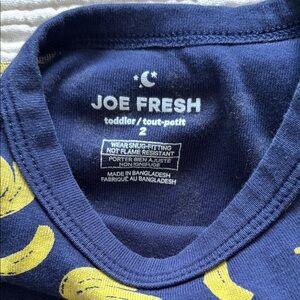 JOE FRESH
toddler/tout-petit
2
WEAR SNUG-FITTING
NOT FLAME RESISTANT
PORTER BIEN AJUSTÉ
NON IGNIFUGE
MADE IN BANGLADESH
FABRIQUÉ AU BANGLADESH